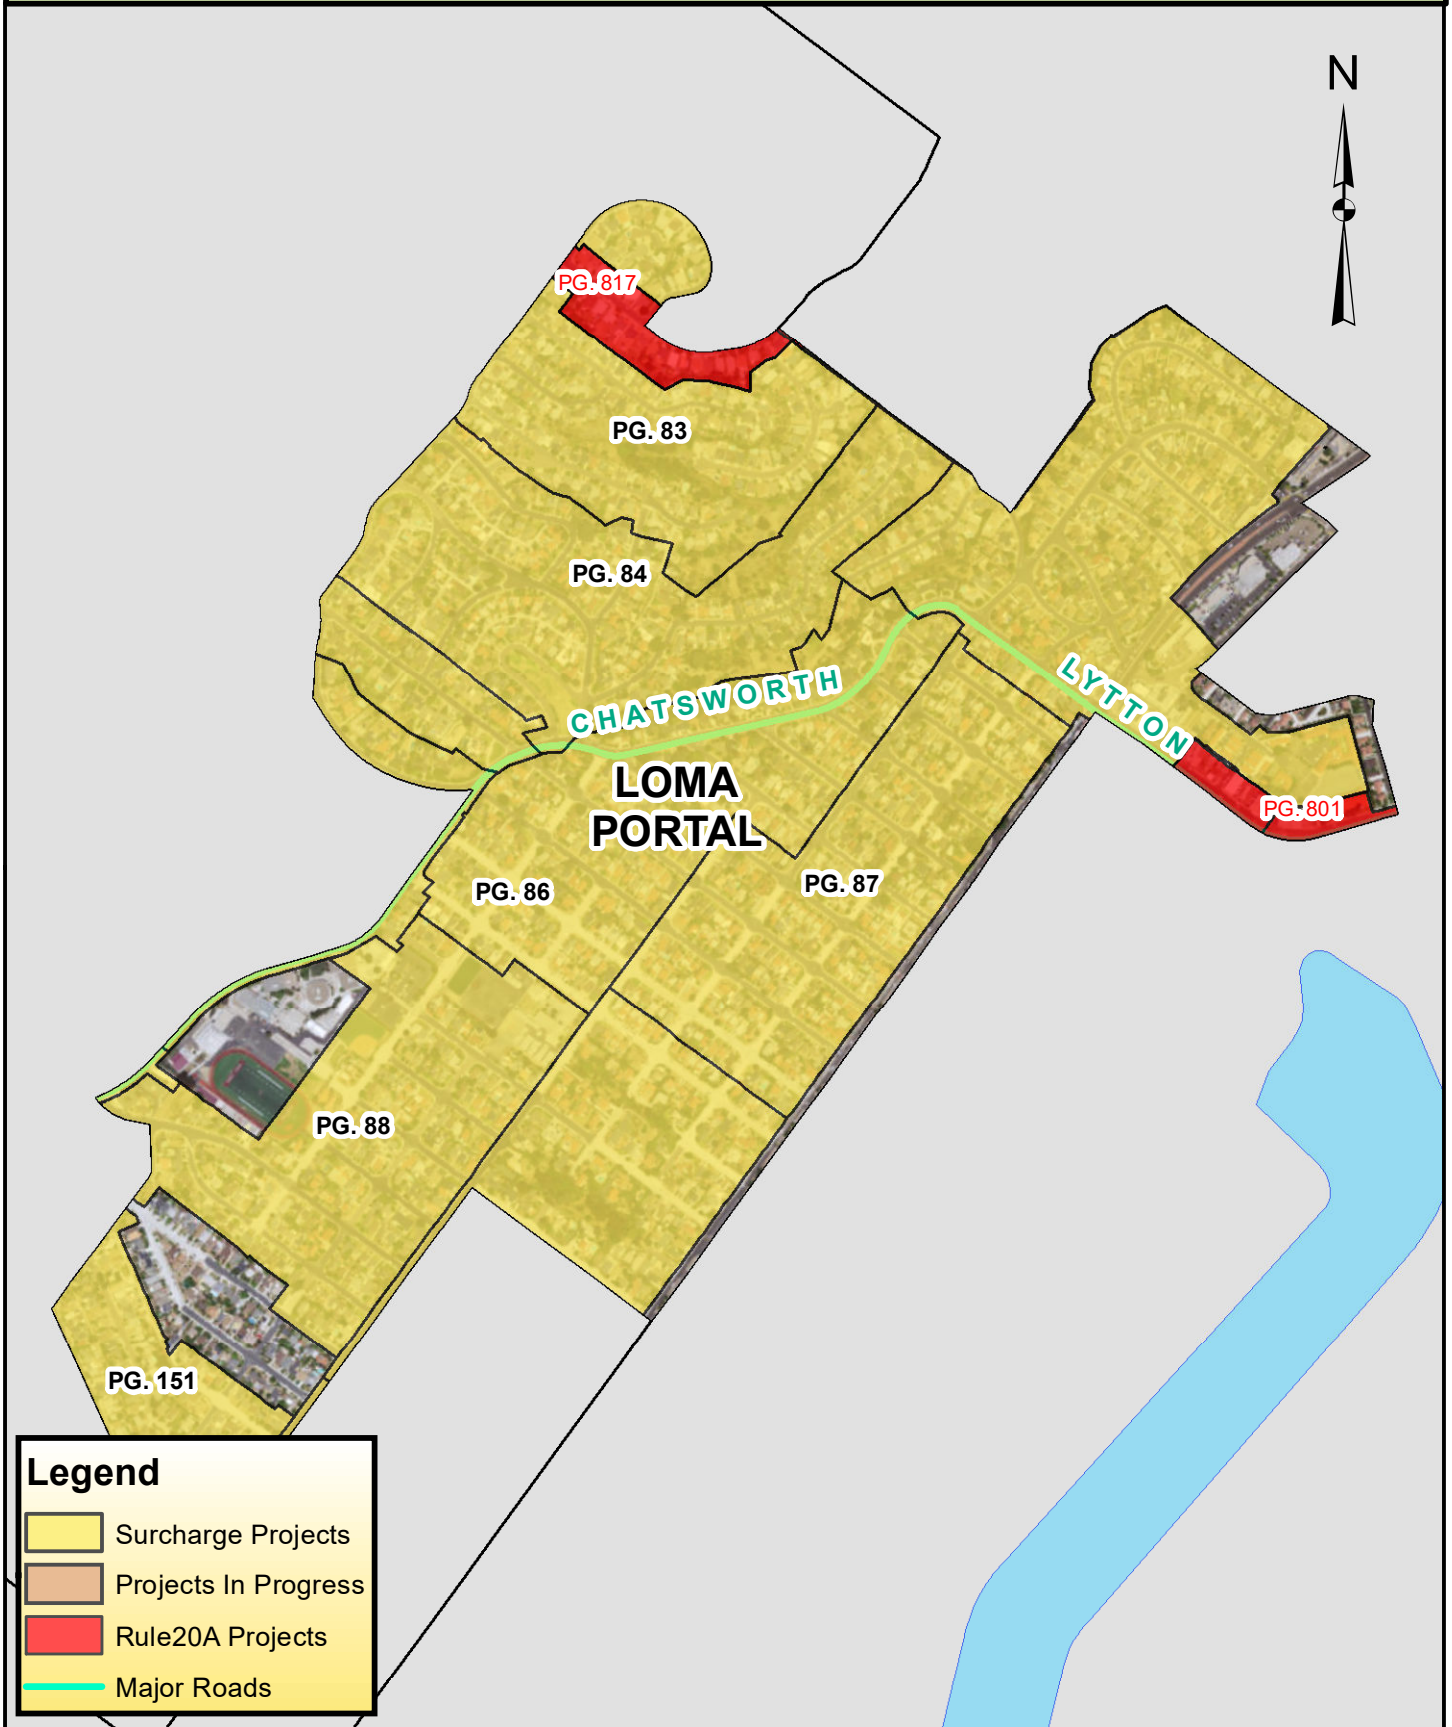 N
PG. 817
PG. 83
PG. 84
LYTTON
CHATSWORTH
LOMA
PORTAL
PG. 801
PG. 86
PG. 87
PG. 88
PG. 151
Legend
Surcharge Projects
Projects In Progress
Rule20A Projects
Major Roads